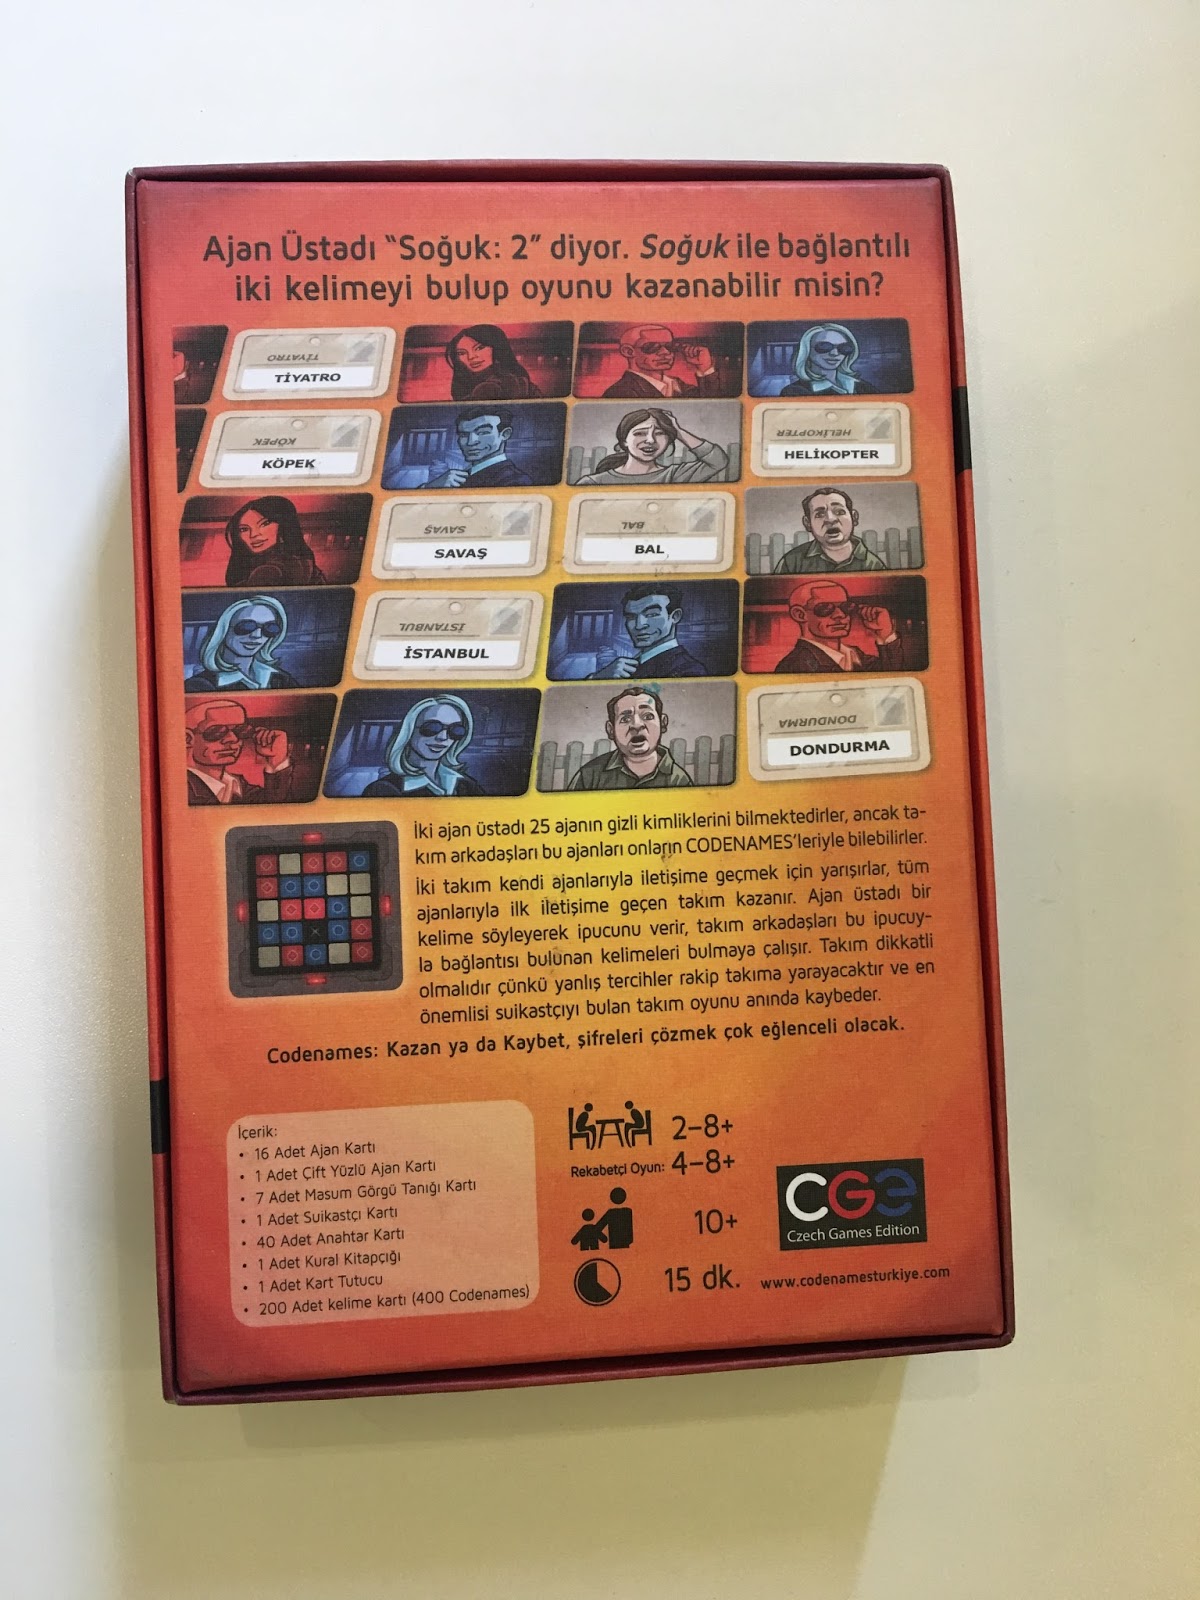 Ajan Üstadı “Soğuk: 2” diyor. Soğuk ile bağlantılı
iki kelimeyi bulup oyunu kazanabilir misin?
TİYATRO
TİYATRO
KÖPEK
KÖPEK
HELİKOPTER
HELİKOPTER
SAVAŞ
SAVAŞ
BAL
BAL
İSTANBUL
İSTANBUL
DONDURMA
DONDURMA
İki ajan üstadı 25 ajanın gizli kimliklerini bilmektedirler, ancak ta-
kım arkadaşları bu ajanları onların CODENAMES’leriyle bilebilirler.
İki takım kendi ajanlarıyla iletişime geçmek için yarışırlar, tüm
ajanlarıyla ilk iletişime geçen takım kazanır. Ajan üstadı bir
kelime söyleyerek ipucunu verir, takım arkadaşları bu ipucuy-
la bağlantısı bulunan kelimeleri bulmaya çalışır. Takım dikkatli
olmalıdır çünkü yanlış tercihler rakip takıma yarayacaktır ve en
önemlisi suikastçıyı bulan takım oyunu anında kaybeder.
Codenames: Kazan ya da Kaybet, şifreleri çözmek çok eğlenceli olacak.
İçerik:
• 16 Adet Ajan Kartı
• 1 Adet Çift Yüzlü Ajan Kartı
• 7 Adet Masum Görgü Tanığı Kartı
• 1 Adet Suikastçı Kartı
• 40 Adet Anahtar Kartı
• 1 Adet Kural Kitapçığı
• 1 Adet Kart Tutucu
• 200 Adet kelime kartı (400 Codenames)
2–8+
Rekabetçi Oyun: 4–8+
10+
15 dk.
CGE
Czech Games Edition
www.codenamesturkiye.com